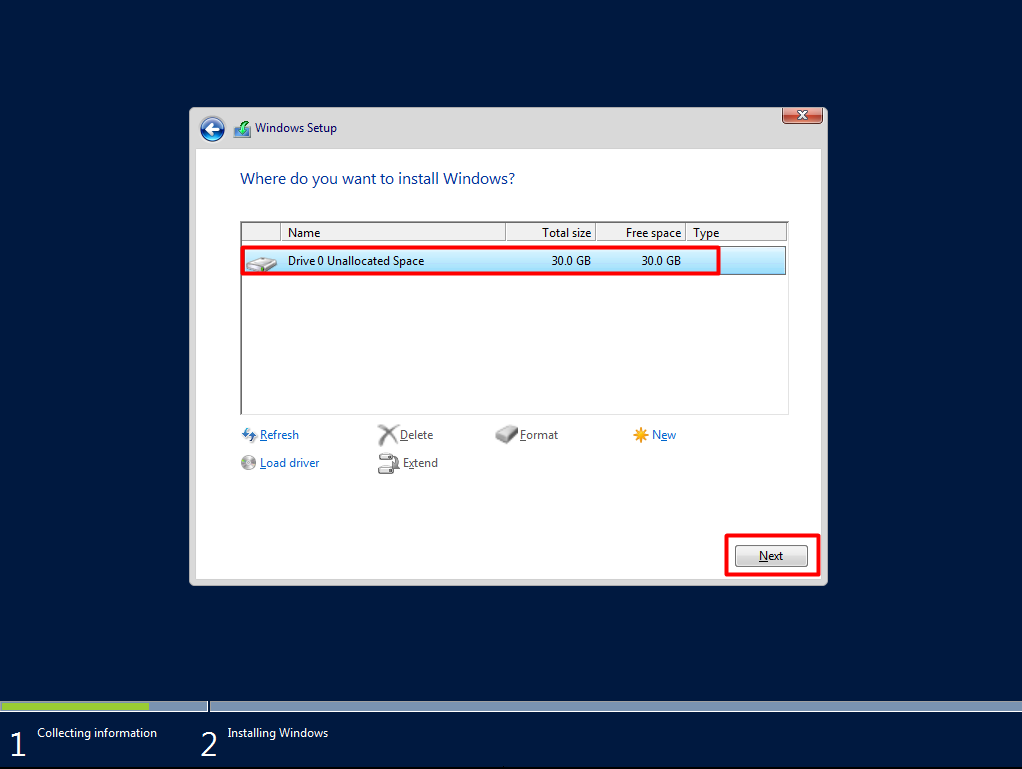 Windows Setup
Where do you want to install Windows?
Name Total size Free space Type
Drive 0 Unallocated Space 30.0 GB 30.0 GB
Refresh Delete Format New
Load driver Extend
Next
1 Collecting information 2 Installing Windows